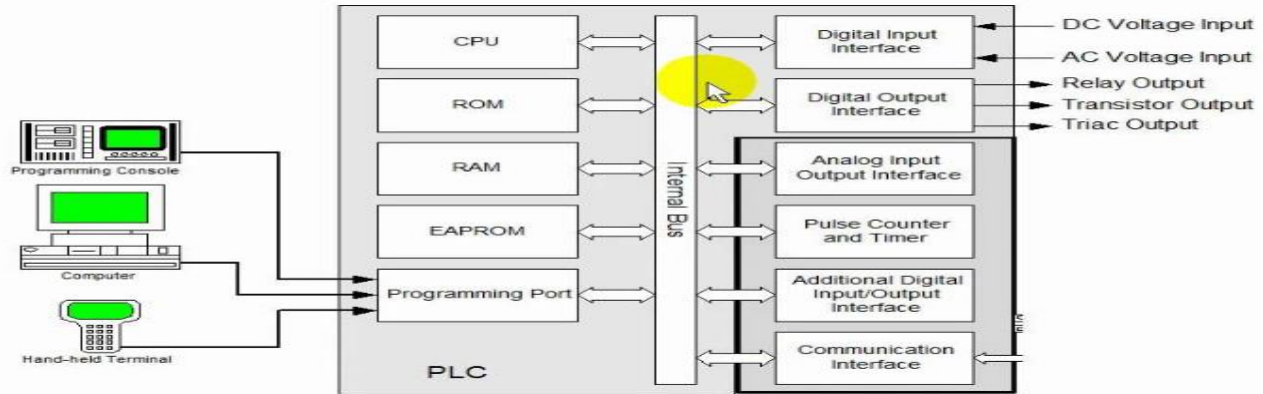 CPU
ROM
RAM
EAPROM
Programming Port
PLC
Internal Bus
Digital Input
Interface
Digital Output
Interface
Analog Input
Output Interface
Pulse Counter
and Timer
Additional Digital
Input/Output
Interface
Communication
Interface
DC Voltage Input
AC Voltage Input
Relay Output
Transistor Output
Triac Output
Programming Console
Computer
Hand-held Terminal